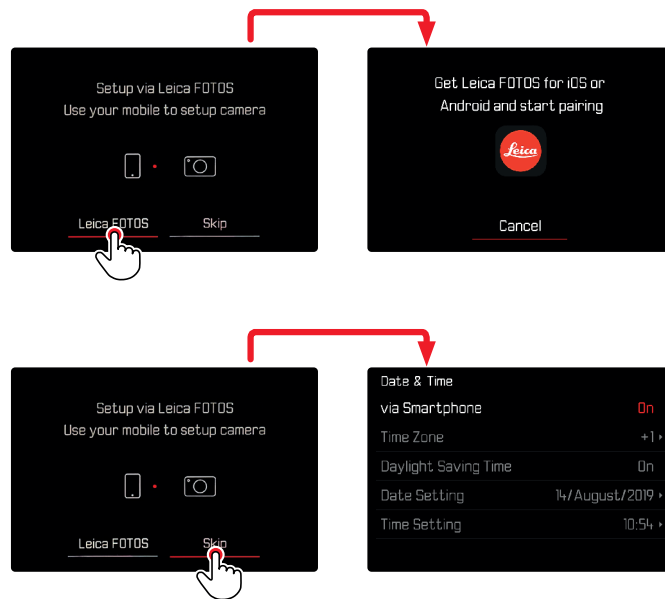 Setup via Leica FOTOS
Use your mobile to setup camera
Leica FOTOS Skip
Get Leica FOTOS for iOS or
Android and start pairing
Leica
Cancel
Setup via Leica FOTOS
Use your mobile to setup camera
Leica FOTOS Skip
Date & Time
via Smartphone On
Time Zone +1
Daylight Saving Time On
Date Setting 14/August/2019
Time Setting 10:54